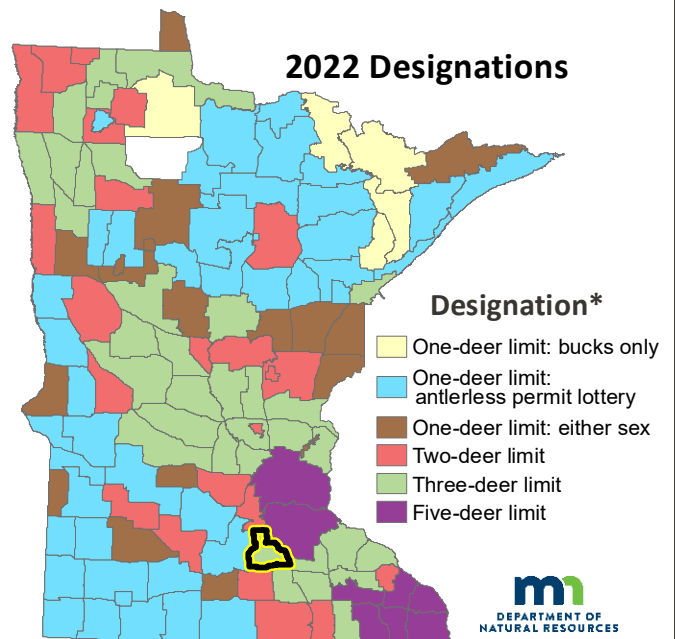 2022 Designations
Designation*
One-deer limit: bucks only
One-deer limit:
antlerless permit lottery
One-deer limit: either sex
Two-deer limit
Three-deer limit
Five-deer limit
mn
DEPARTMENT OF
NATURAL RESOURCES